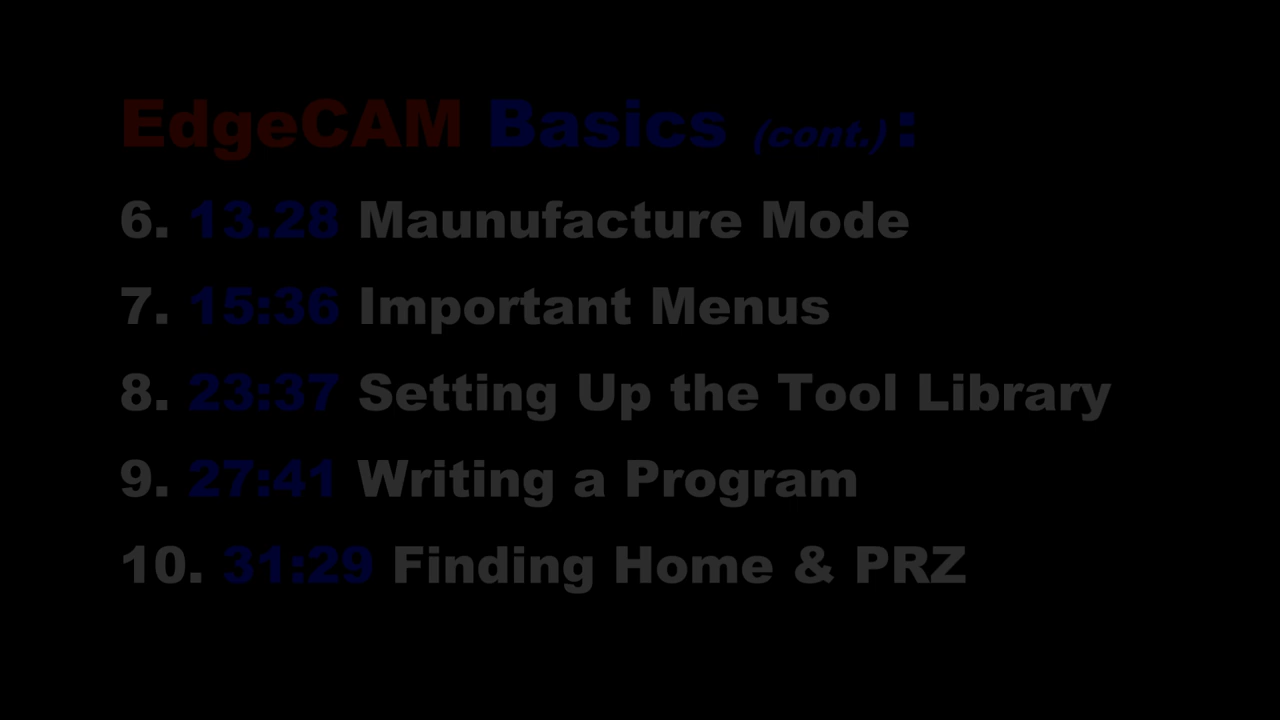 EdgeCAM Basics (cont.) :
6. 13.28 Maunufacture Mode
7. 15:36 Important Menus
8. 23:37 Setting Up the Tool Library
9. 27:41 Writing a Program
10. 31:29 Finding Home & PRZ